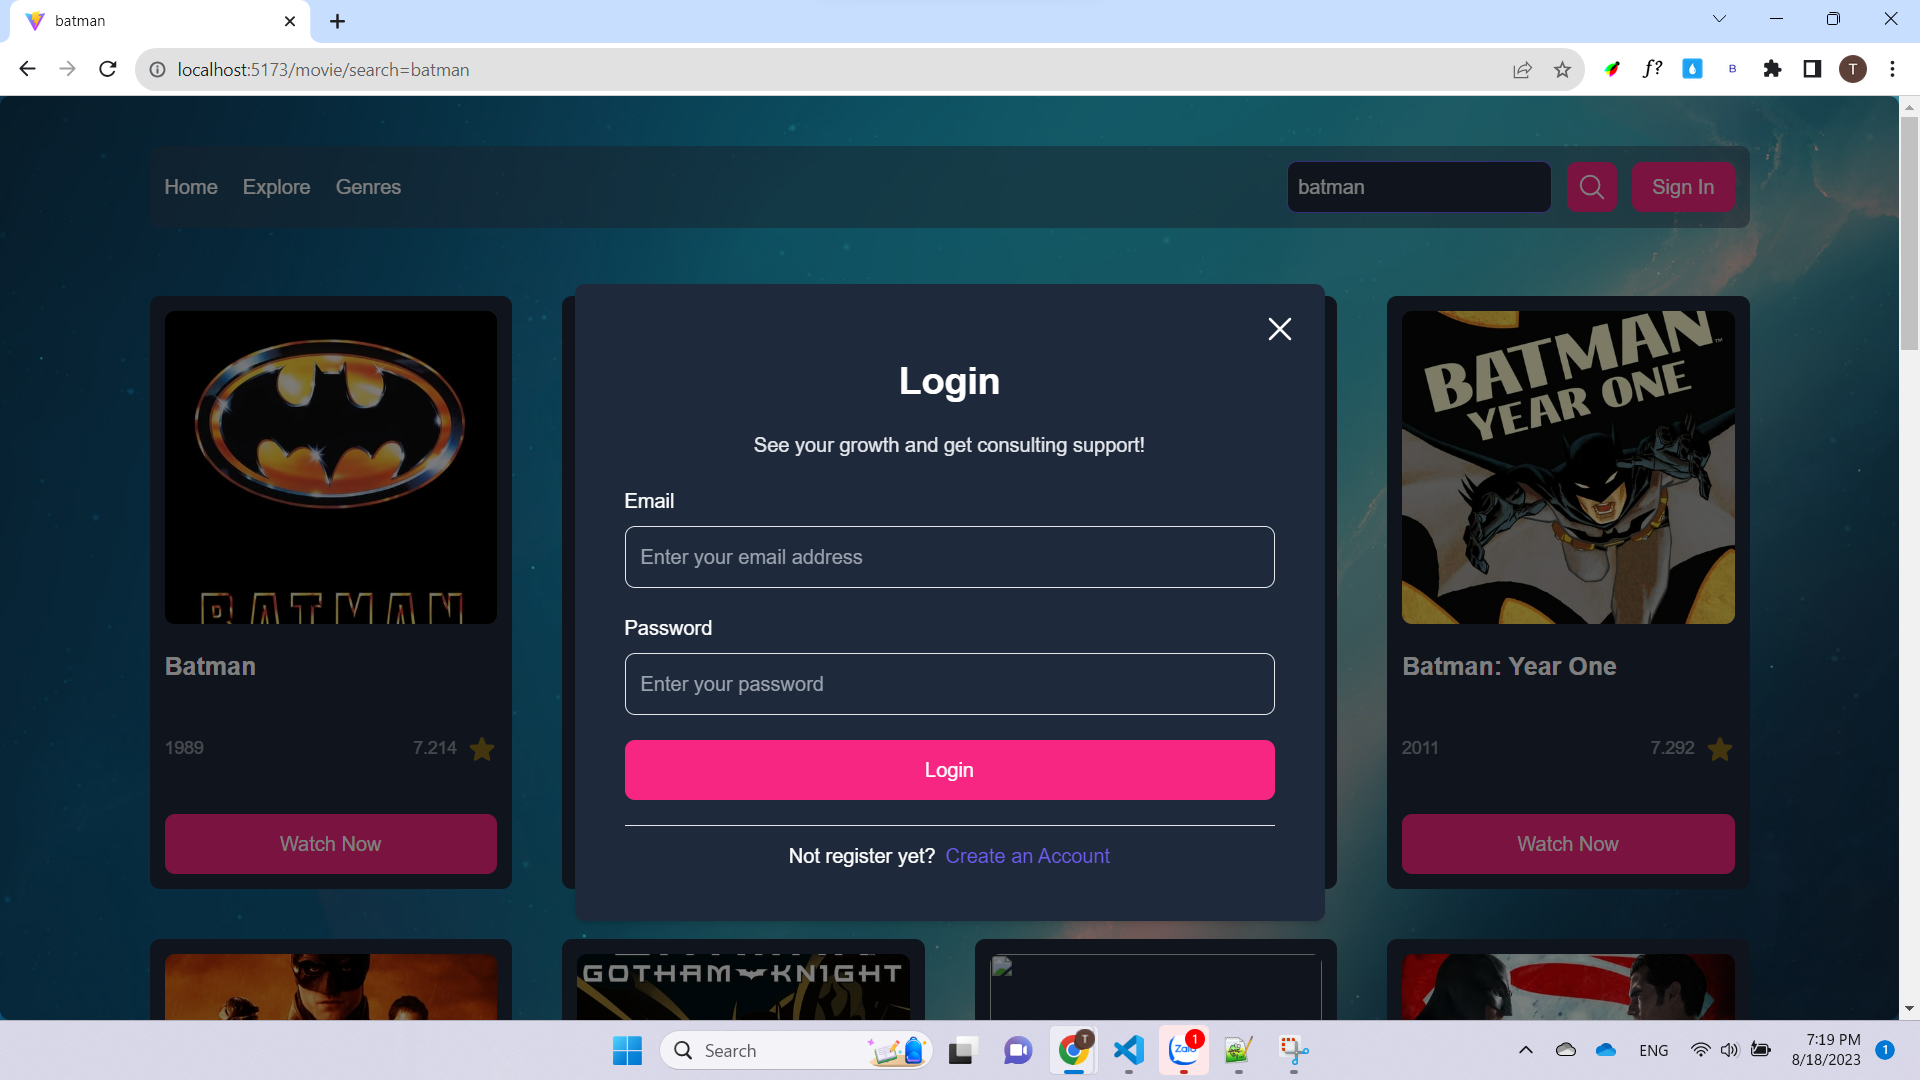 batman
localhost:5173/movie/search=batman
f?
B
T
Home Explore Genres
batman
Sign In
BATMAN
BATMAN
YEAR ONE
Login
See your growth and get consulting support!
Email
Enter your email address
Password
Enter your password
Login
Not register yet? Create an Account
Batman
1989
7.214
Watch Now
Batman: Year One
2011
7.292
Watch Now
GOTHAM KNIGHT
Search
T
Zalo
1
ENG
7:19 PM
8/18/2023
1